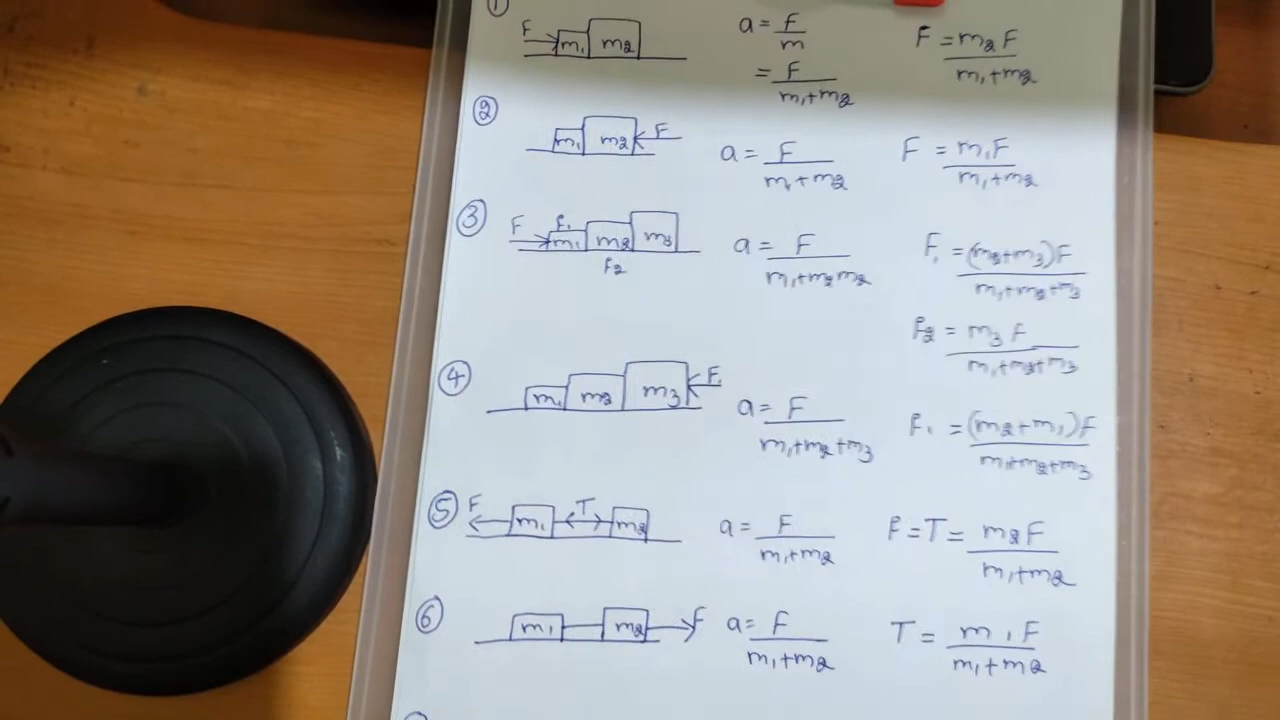 ①
F m₁ m₂ a = F/m F = m₂F/(m₁+m₂)
= F/(m₁+m₂)
② m₁ m₂ F a = F/(m₁+m₂) F = m₁F/(m₁+m₂)
③ F f₁ m₁ m₂ m₃ f₂ a = F/(m₁+m₂m₂) F₁ = (m₂+m₃)F/(m₁+m₂+m₃)
f₂ = m₃F/(m₁+m₂+m₃)
④ m₁ m₂ m₃ F a = F/(m₁+m₂+m₃) f₁ = (m₂+m₁)F/(m₁+m₂+m₃)
⑤ F m₁ T m₂ a = F/(m₁+m₂) f = T = m₂F/(m₁+m₂)
⑥ m₁ m₂ F a = F/(m₁+m₂) T = m₁F/(m₁+m₂)